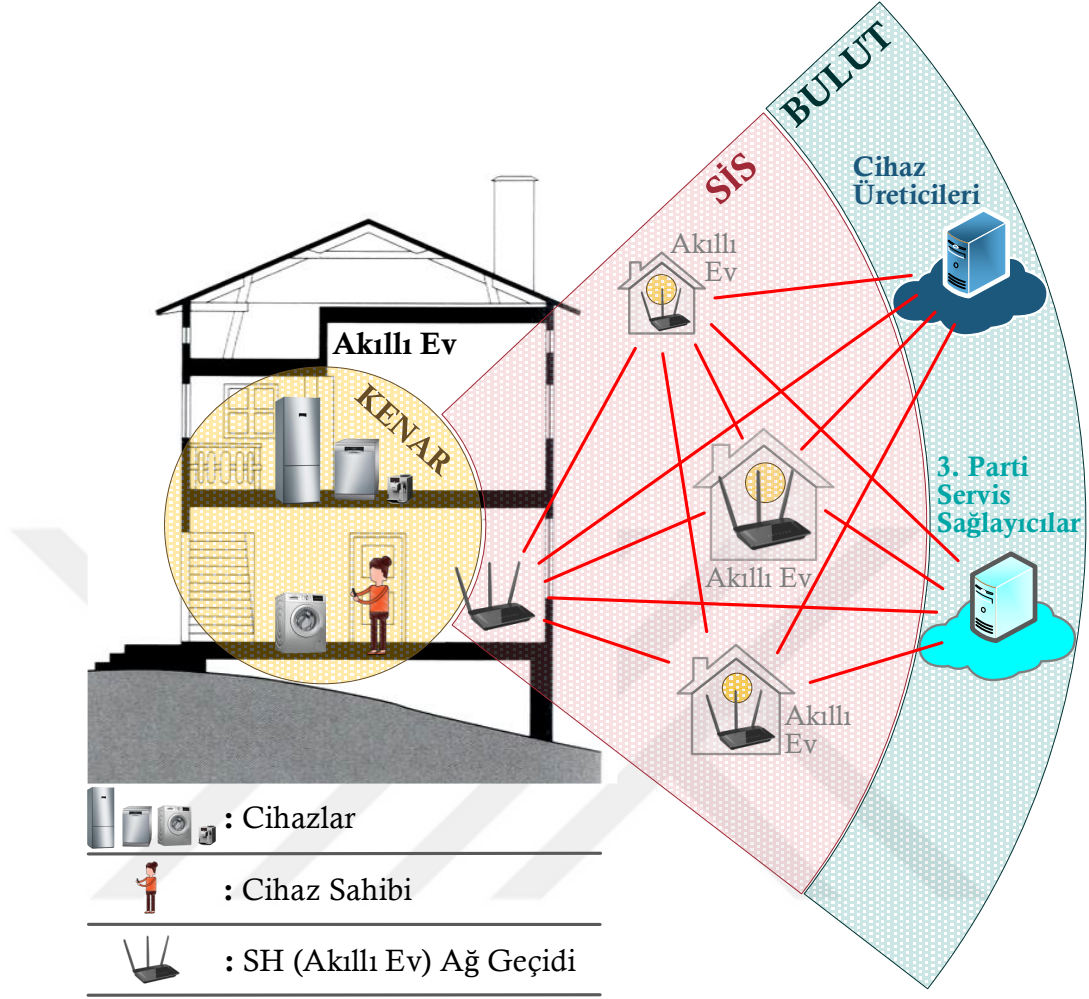 BULUT
SİS
Cihaz
Üreticileri
Akıllı
Ev
Akıllı Ev
KENAR
3. Parti
Servis
Sağlayıcılar
Akıllı Ev
Akıllı
Ev
: Cihazlar
: Cihaz Sahibi
: SH (Akıllı Ev) Ağ Geçidi